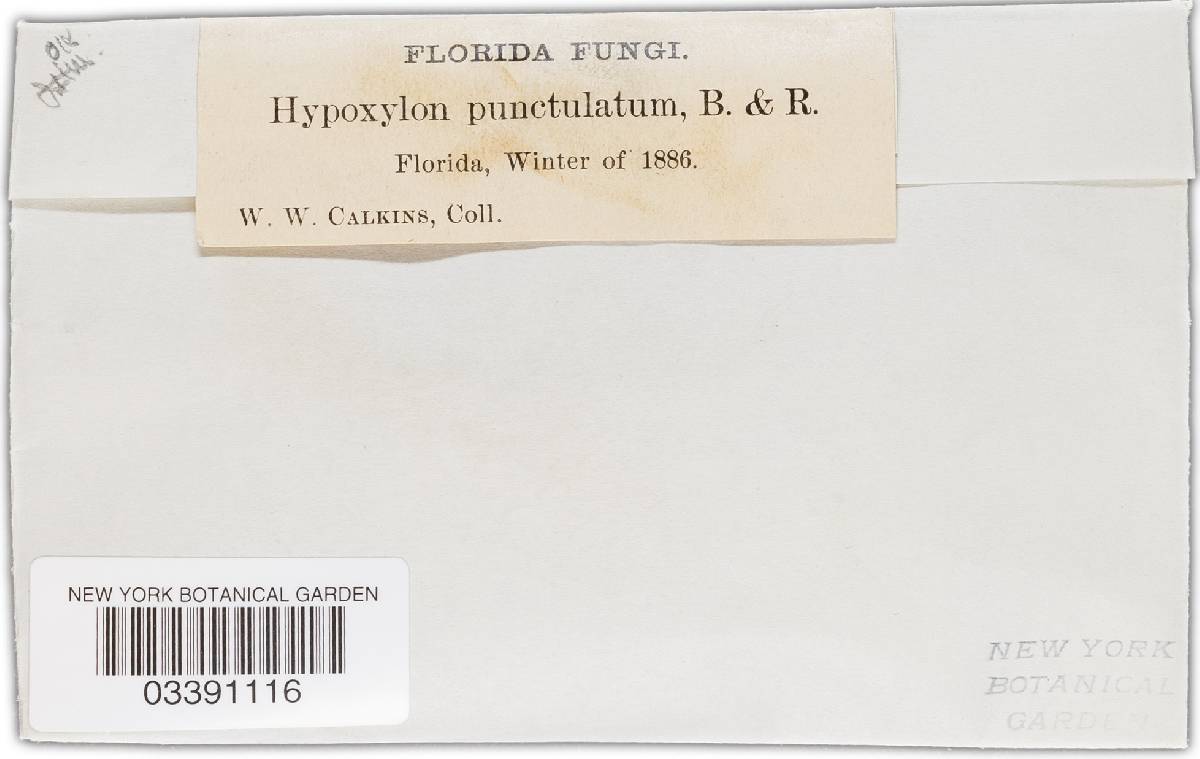 FLORIDA FUNGI.
Hypoxylon punctulatum, B. & R.
Florida, Winter of 1886.
W. W. CALKINS, Coll.
NEW YORK BOTANICAL GARDEN
03391116
NEW YORK
BOTANICAL
GARDEN